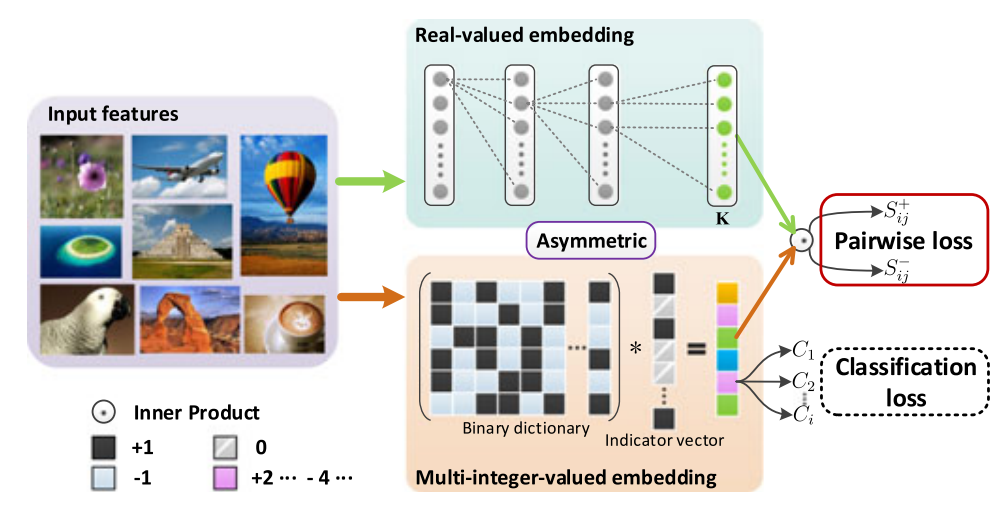 Real-valued embedding
Input features
K
Asymmetric
S_{ij}^{+}
Pairwise loss
S_{ij}^{-}
*
=
C_1
C_2
C_i
Classification
loss
Binary dictionary
Indicator vector
Multi-integer-valued embedding
Inner Product
+1
0
-1
+2 ··· - 4 ···